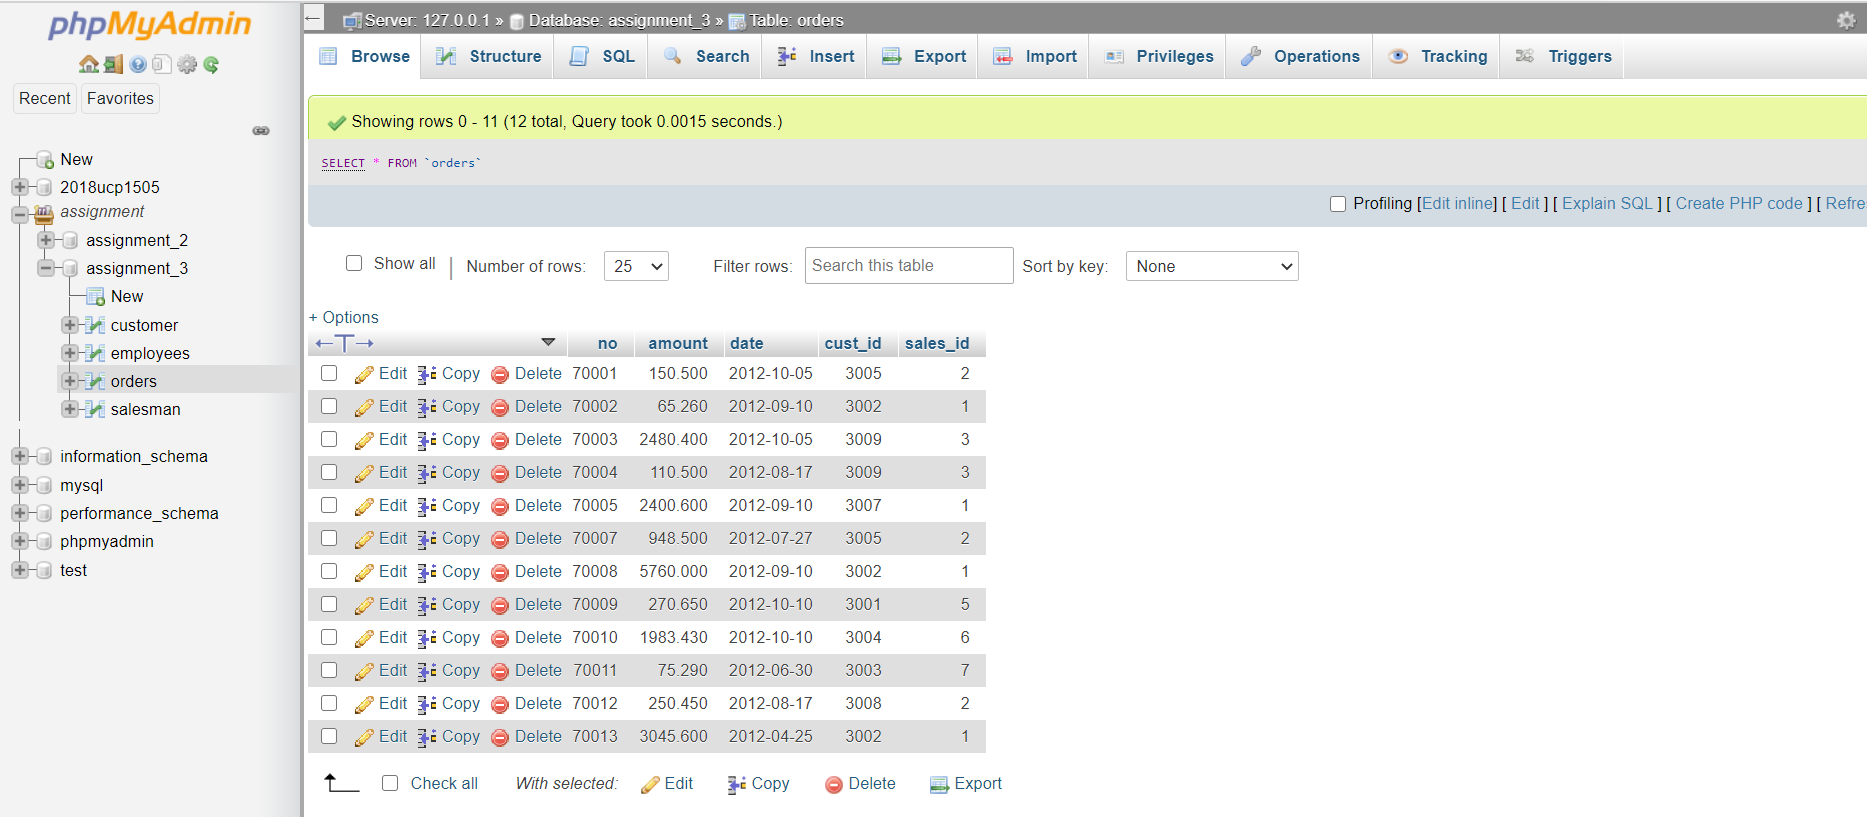 phpMyAdmin
Recent Favorites
New
2018ucp1505
assignment
assignment_2
assignment_3
New
customer
employees
orders
salesman
information_schema
mysql
performance_schema
phpmyadmin
test
Server: 127.0.0.1 » Database: assignment_3 » Table: orders
Browse Structure SQL Search Insert Export Import Privileges Operations Tracking Triggers
Showing rows 0 - 11 (12 total, Query took 0.0015 seconds.)
SELECT * FROM `orders`
Profiling [Edit inline] [ Edit ] [ Explain SQL ] [ Create PHP code ] [ Refre
Show all | Number of rows: 25 Filter rows: Search this table Sort by key: None
+ Options
←T→ no amount date cust_id sales_id
Edit Copy Delete 70001 150.500 2012-10-05 3005 2
Edit Copy Delete 70002 65.260 2012-09-10 3002 1
Edit Copy Delete 70003 2480.400 2012-10-05 3009 3
Edit Copy Delete 70004 110.500 2012-08-17 3009 3
Edit Copy Delete 70005 2400.600 2012-09-10 3007 1
Edit Copy Delete 70007 948.500 2012-07-27 3005 2
Edit Copy Delete 70008 5760.000 2012-09-10 3002 1
Edit Copy Delete 70009 270.650 2012-10-10 3001 5
Edit Copy Delete 70010 1983.430 2012-10-10 3004 6
Edit Copy Delete 70011 75.290 2012-06-30 3003 7
Edit Copy Delete 70012 250.450 2012-08-17 3008 2
Edit Copy Delete 70013 3045.600 2012-04-25 3002 1
Check all With selected: Edit Copy Delete Export